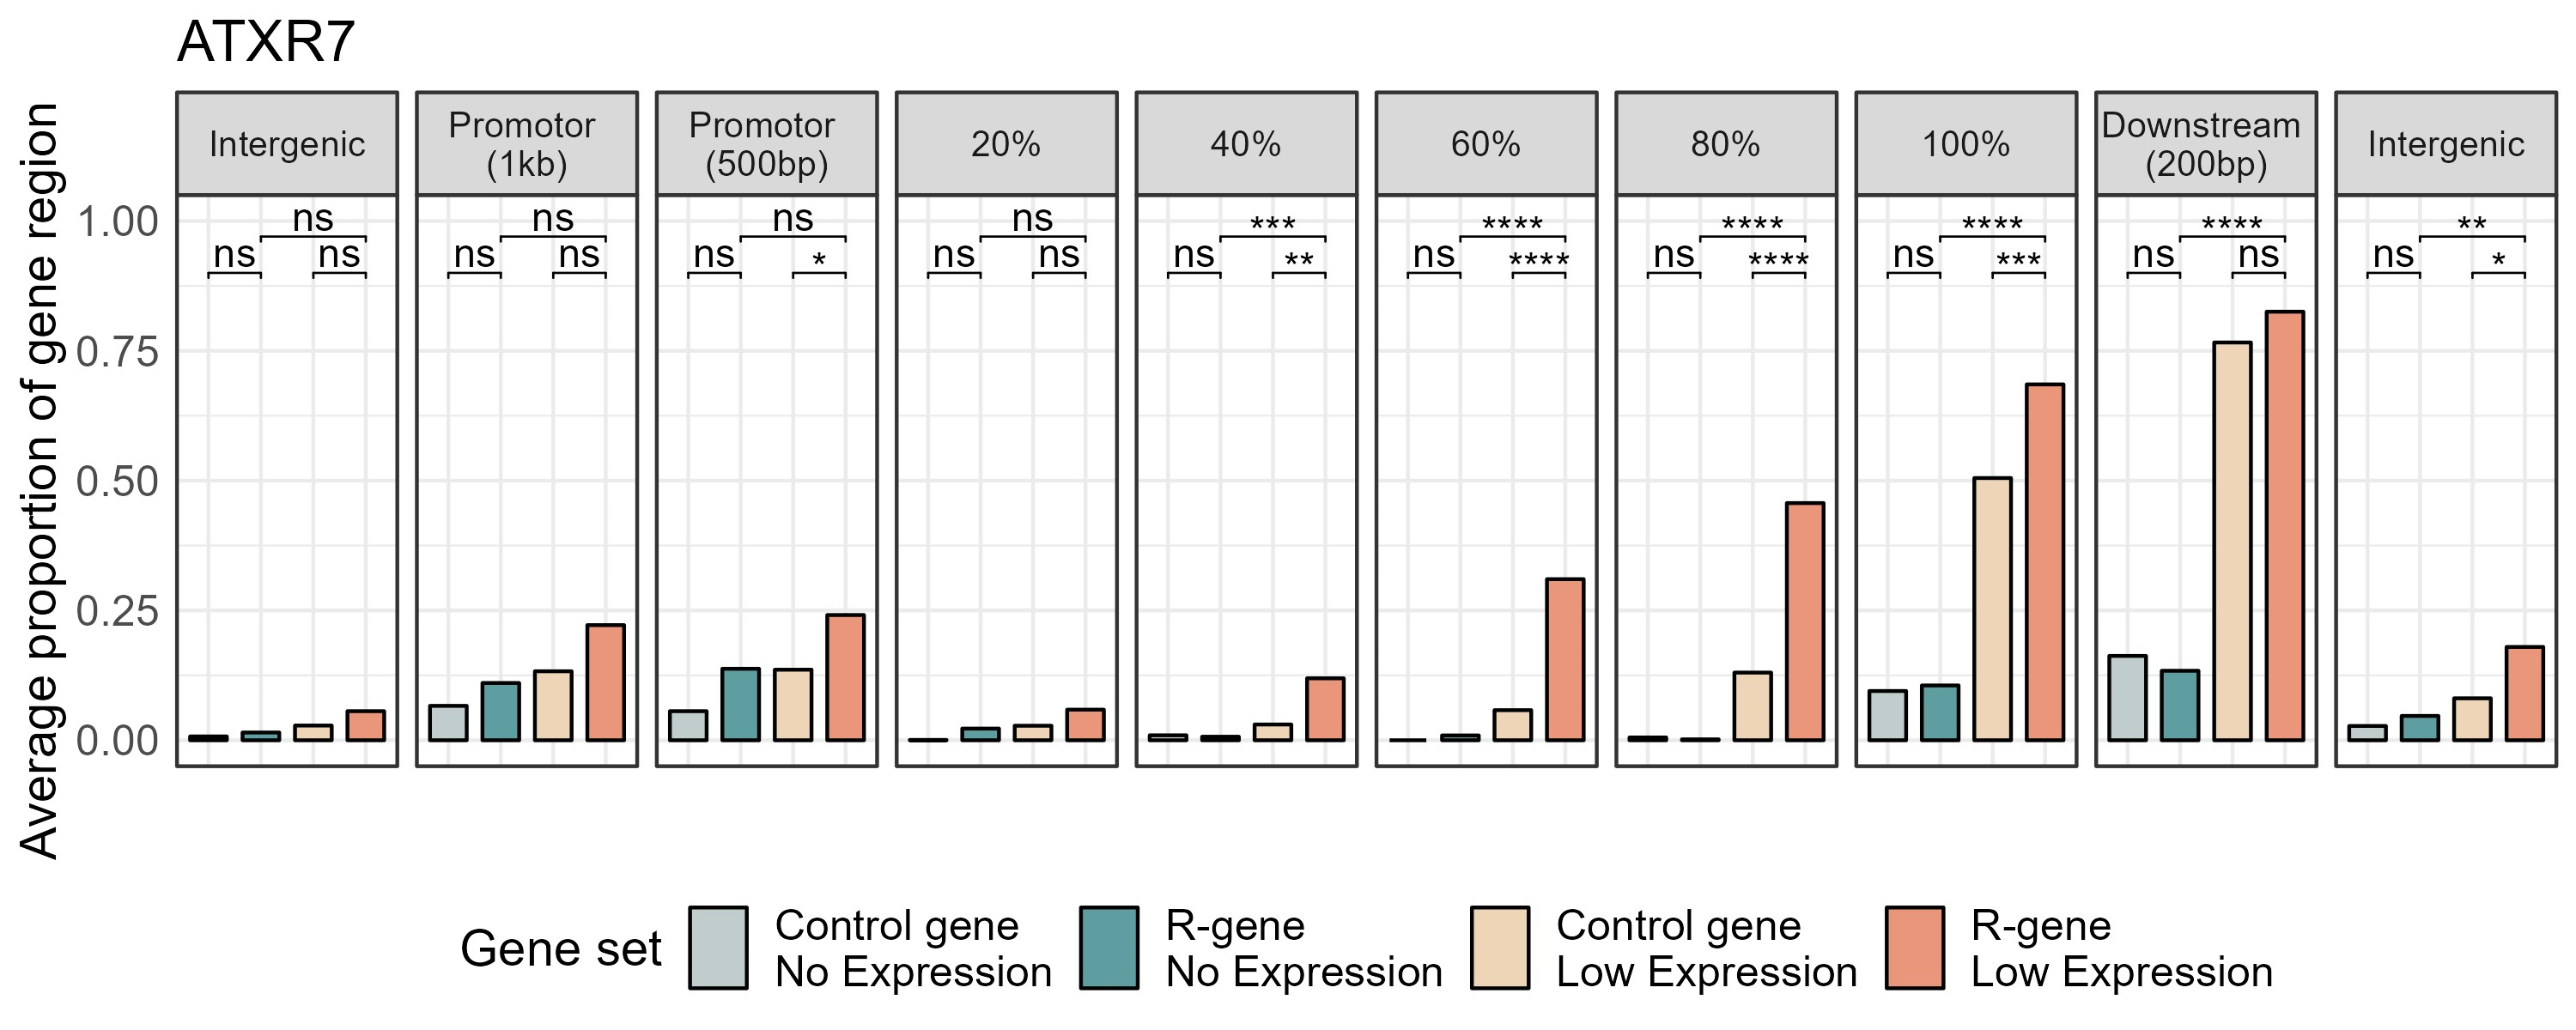 ATXR7
Average proportion of gene region
Intergenic
Promotor
(1kb)
Promotor
(500bp)
20%
40%
60%
80%
100%
Downstream
(200bp)
Intergenic
1.00
0.75
0.50
0.25
0.00
ns
ns ns
ns
ns ns
ns
ns *
ns
ns ns
***
ns **
****
ns ****
****
ns ****
****
ns ***
****
ns ns
**
ns *
Gene set
Control gene
No Expression
R-gene
No Expression
Control gene
Low Expression
R-gene
Low Expression